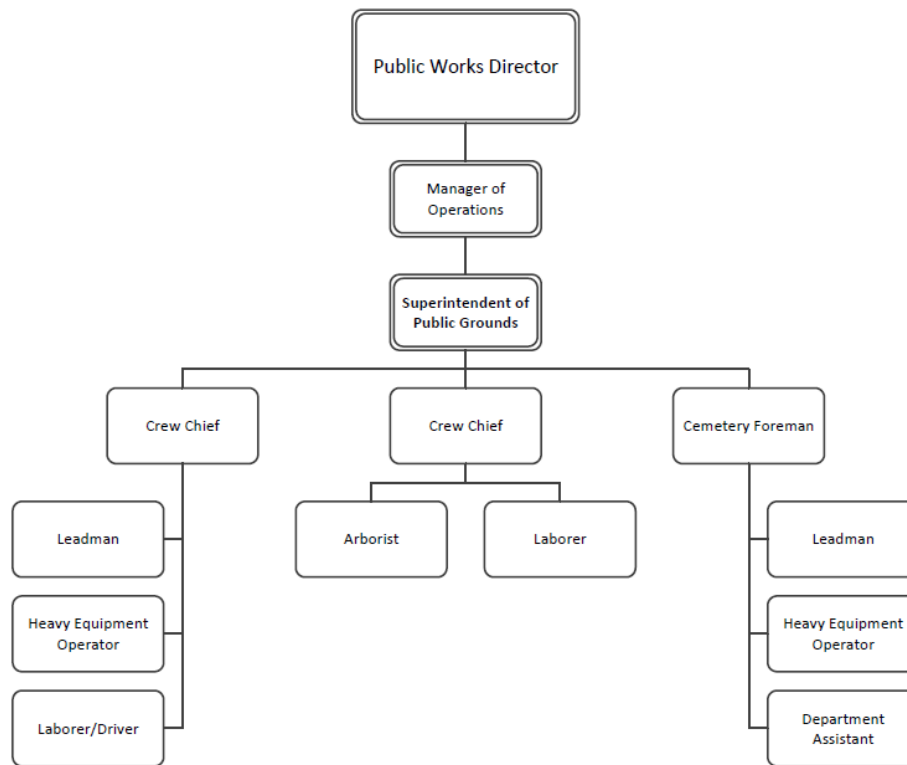 Public Works Director
Manager of
Operations
Superintendent of
Public Grounds
Crew Chief
Crew Chief
Cemetery Foreman
Leadman
Arborist
Laborer
Leadman
Heavy Equipment
Operator
Heavy Equipment
Operator
Laborer/Driver
Department
Assistant